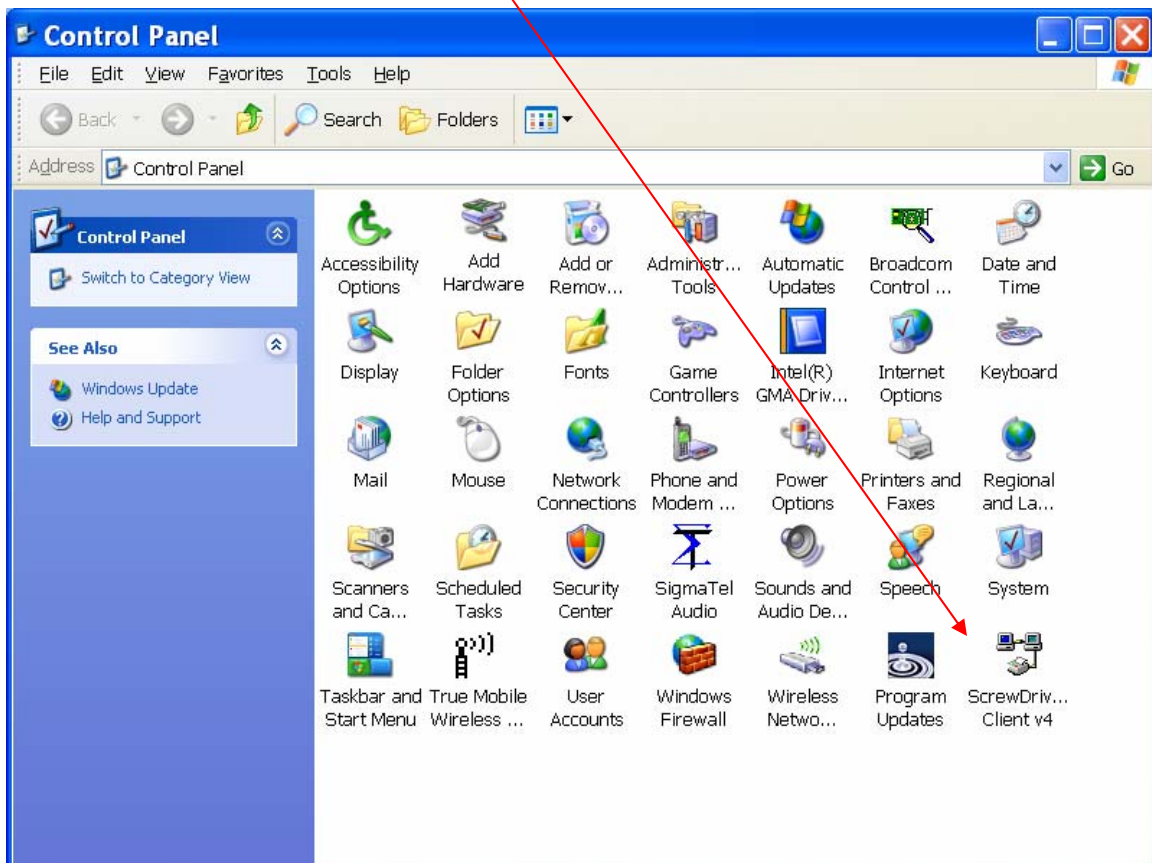 Control Panel
File Edit View Favorites Tools Help
Back Search Folders
Address Control Panel Go
Control Panel
Switch to Category View
See Also
Windows Update
Help and Support
Accessibility Options
Add Hardware
Add or Remov...
Administr... Tools
Automatic Updates
Broadcom Control ...
Date and Time
Display
Folder Options
Fonts
Game Controllers
Intel(R) GMA Driv...
Internet Options
Keyboard
Mail
Mouse
Network Connections
Phone and Modem ...
Power Options
Printers and Faxes
Regional and La...
Scanners and Ca...
Scheduled Tasks
Security Center
SigmaTel Audio
Sounds and Audio De...
Speech
System
Taskbar and Start Menu
True Mobile Wireless ...
User Accounts
Windows Firewall
Wireless Netwo...
Program Updates
ScrewDriv... Client v4